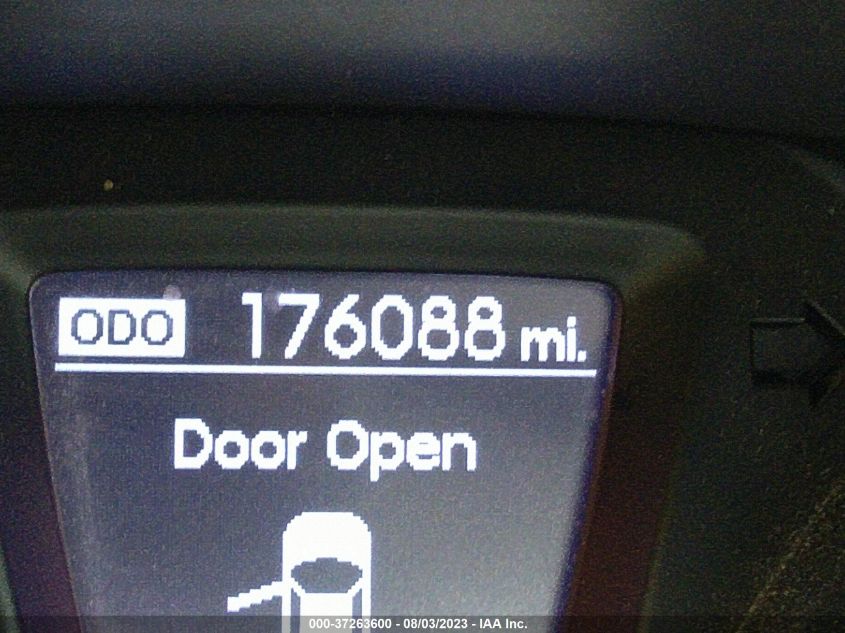 ODO 176088 mi.
Door Open
000-37263600 - 08/03/2023 - IAA Inc.